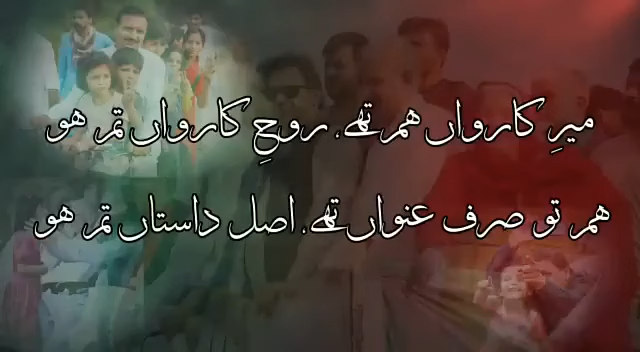 میرِ کارواں ہم تھے، روحِ کارواں تم ہو
ہم تو صرف عنواں تھے، اصل داستاں تم ہو